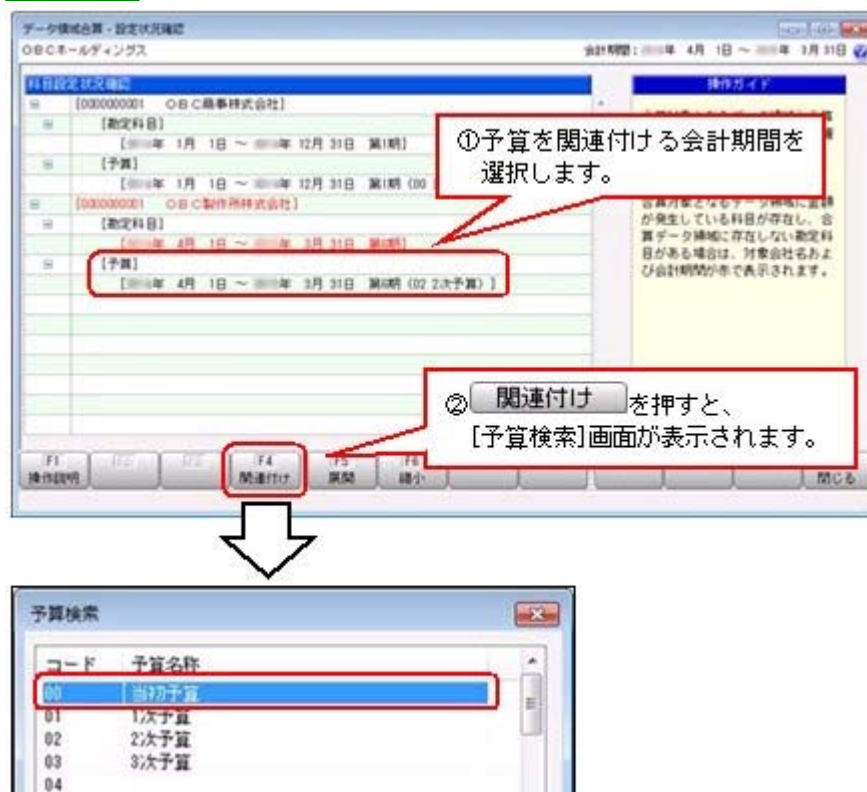 データ領域合算 - 設定状況確認
OBCホールディングス
会計期間: 年 4月 1日 ~ 年 3月 31日
科目設定状況確認
操作ガイド
[0000000001 OBC商事株式会社]
[勘定科目]
[ 年 1月 1日 ~ 年 12月 31日 第1期]
[予算]
[ 年 1月 1日 ~ 年 12月 31日 第1期 (00
[0000000001 OBC製作所株式会社]
[勘定科目]
[ 年 4月 1日 ~ 年 3月 31日
[予算]
[ 年 4月 1日 ~ 年 3月 31日 (02 2次予算) ]
①予算を関連付ける会計期間を
選択します。
合算対象となるデータ領域に金額
が発生している科目が存在し、合
算データ領域に存在しない勘定科
目がある場合は、対象会社名およ
び会計期間が赤で表示されます。
② 関連付け を押すと、
[予算検索]画面が表示されます。
F1
操作説明
F4
関連付け
F5
展開
F6
縮小
閉じる
予算検索
コード 予算名称
00 当初予算
01 1次予算
02 2次予算
03 3次予算
04